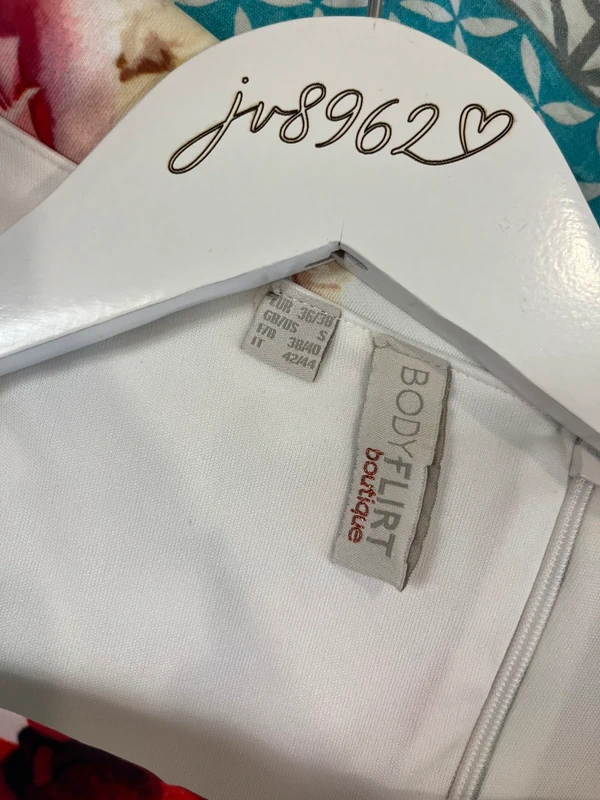 jv8962♡
EUR 36/38
GB/US S
F/B 38/40
IT 42/44
BODYFLIRT
boutique